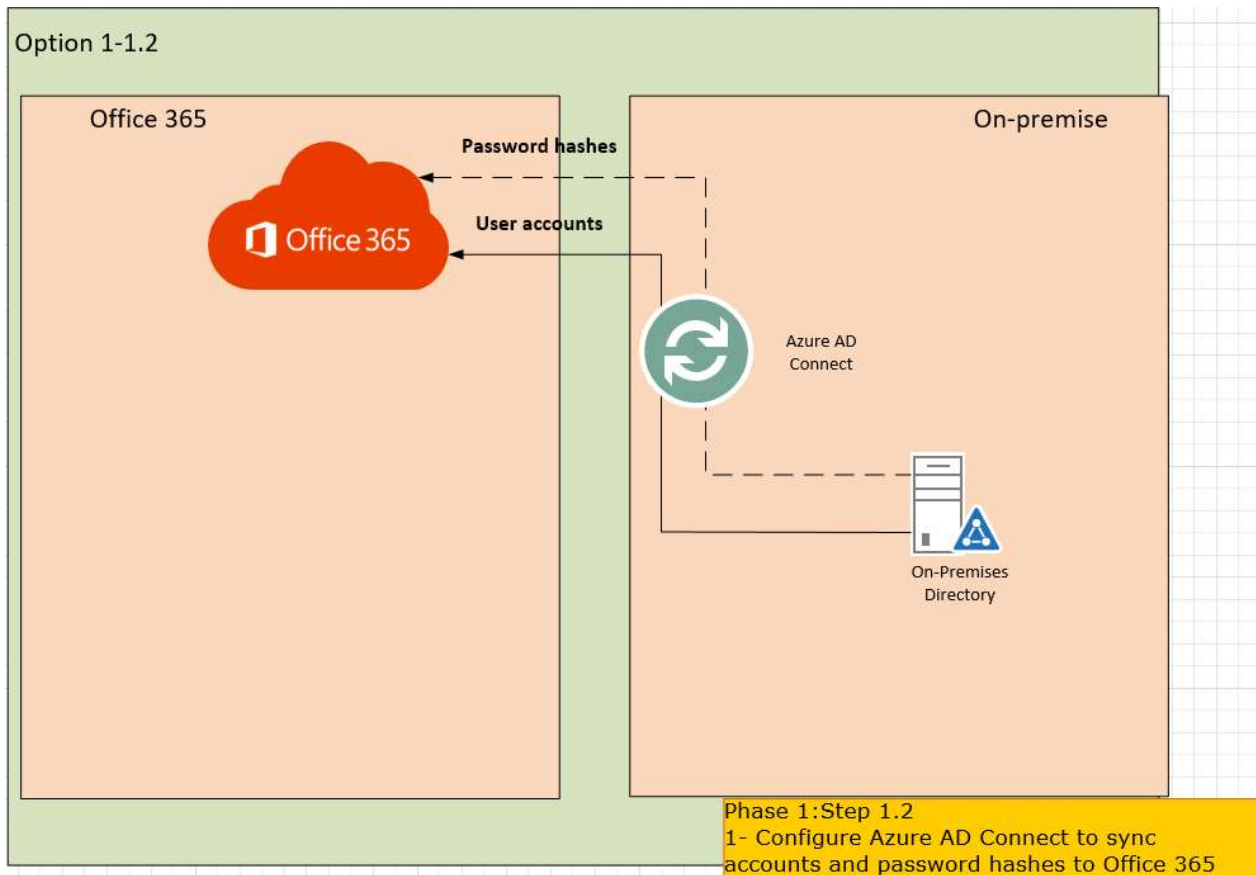 Option 1-1.2
Office 365
On-premise
Password hashes
User accounts
Office 365
Azure AD
Connect
On-Premises
Directory
Phase 1:Step 1.2
1- Configure Azure AD Connect to sync
accounts and password hashes to Office 365